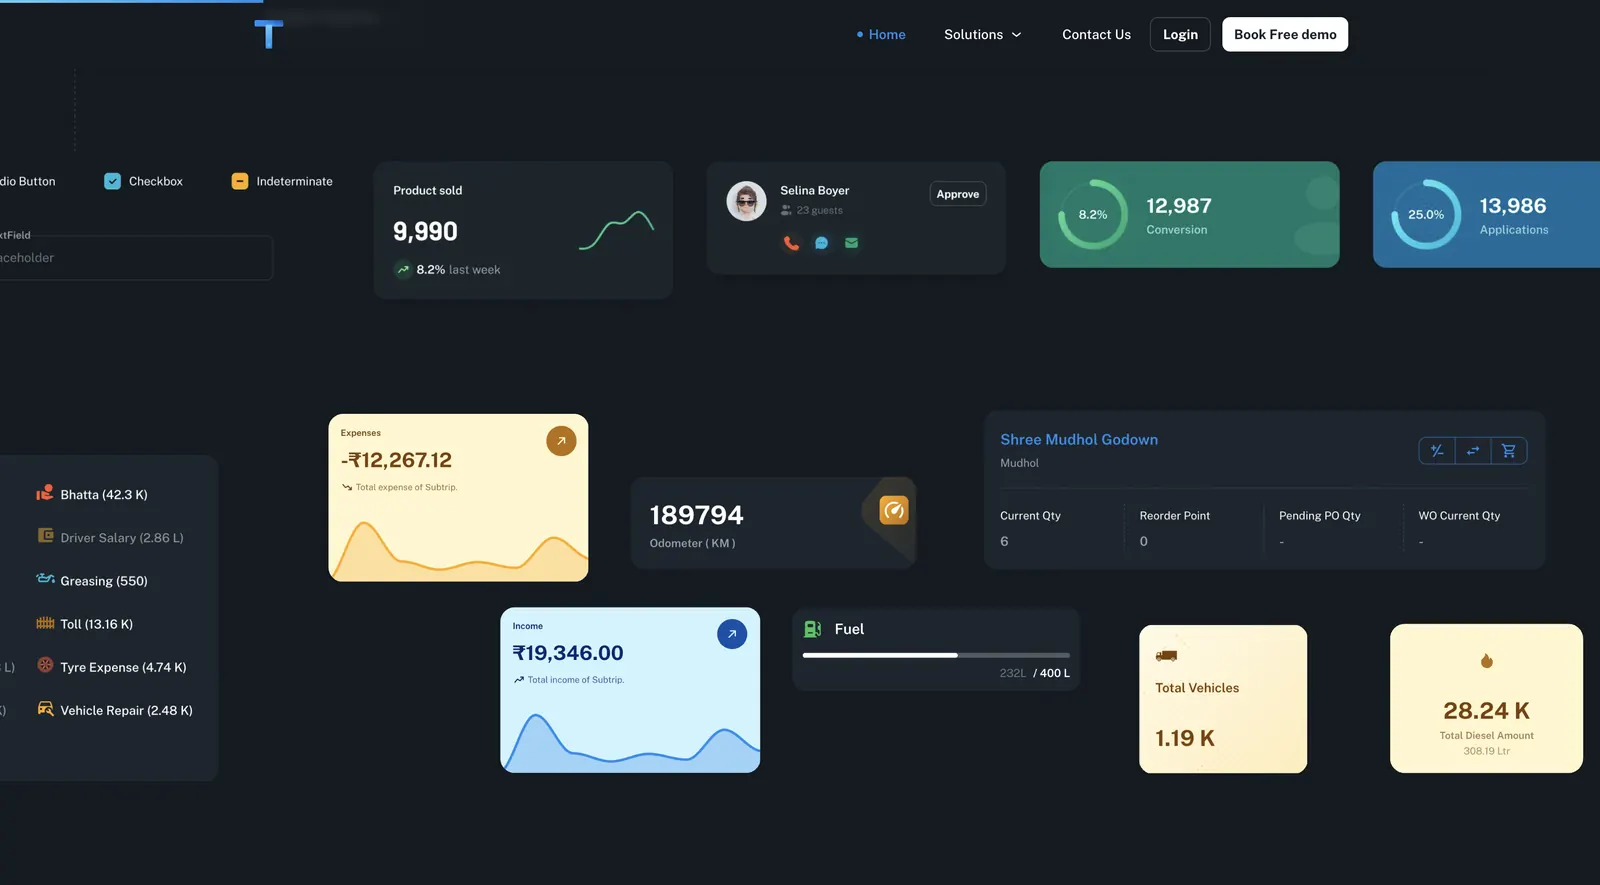 T
Home
Solutions
Contact Us
Login
Book Free demo
dio Button
Checkbox
Indeterminate
xtField
aceholder
Product sold
9,990
8.2% last week
Selina Boyer
23 guests
Approve
8.2%
12,987
Conversion
25.0%
13,986
Applications
Bhatta (42.3 K)
Driver Salary (2.86 L)
Greasing (550)
Toll (13.16 K)
L)
Tyre Expense (4.74 K)
K)
Vehicle Repair (2.48 K)
Expenses
-₹12,267.12
Total expense of Subtrip.
189794
Odometer ( KM )
Shree Mudhol Godown
Mudhol
Current Qty
6
Reorder Point
0
Pending PO Qty
-
WO Current Qty
-
Income
₹19,346.00
Total income of Subtrip.
Fuel
232L / 400 L
Total Vehicles
1.19 K
28.24 K
Total Diesel Amount
308.19 Ltr